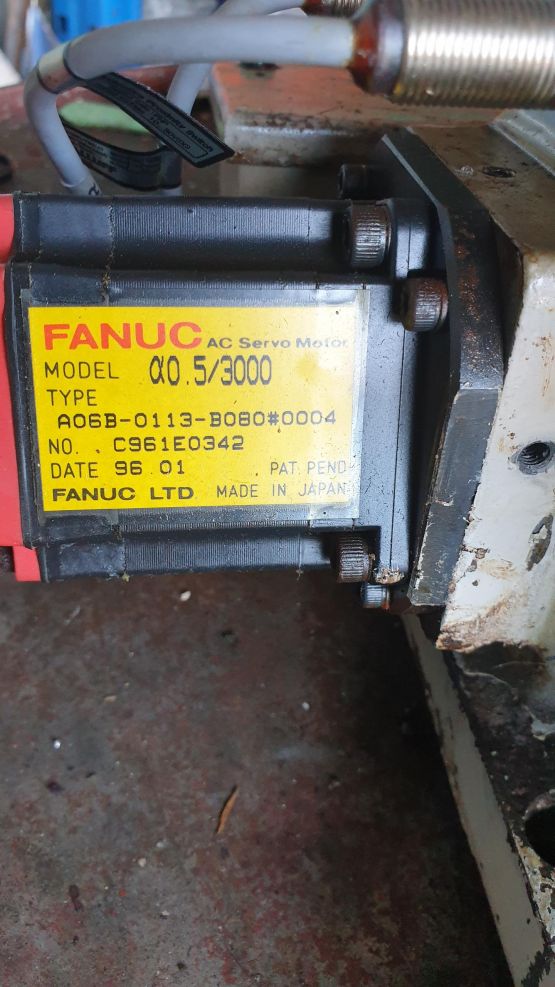 FANUC AC Servo Motor
MODEL α0.5/3000
TYPE
A06B-0113-B080#0004
NO. C961E0342
DATE 96.01 PAT.PEND.
FANUC LTD MADE IN JAPAN